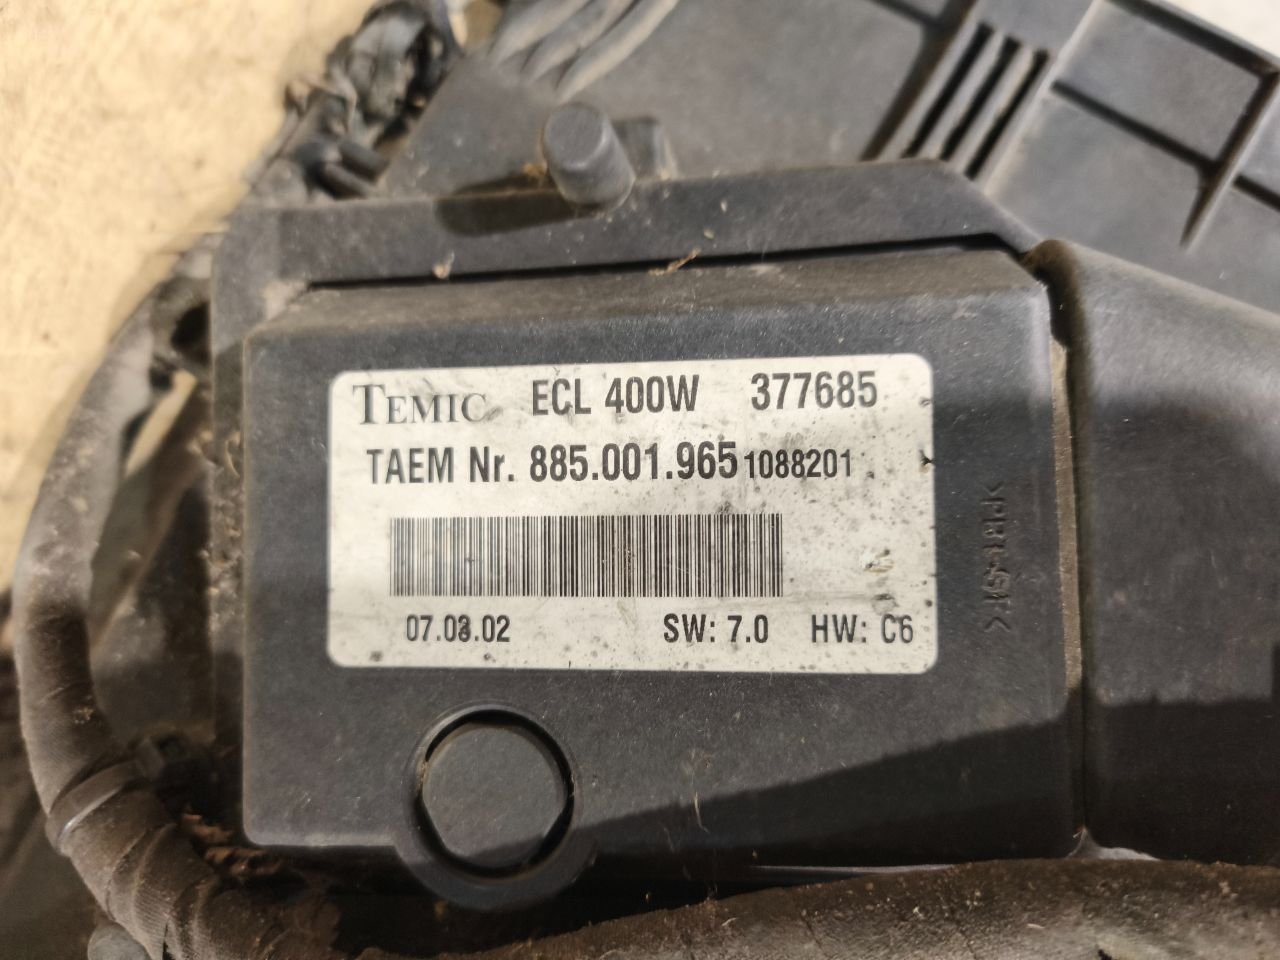 TEMIC ECL 400W 377685
TAEM Nr. 885.001.965 1088201
07.03.02 SW: 7.0 HW: C6